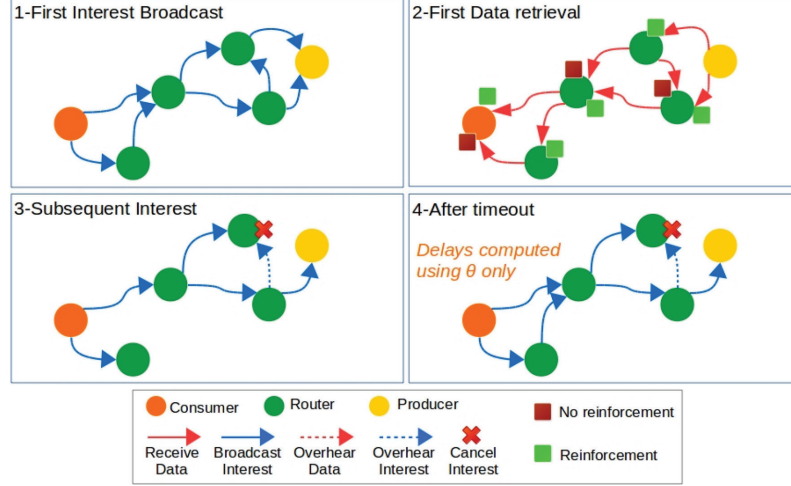 1-First Interest Broadcast
2-First Data retrieval
3-Subsequent Interest
4-After timeout
Delays computed
using θ only
Consumer
Router
Producer
No reinforcement
Receive
Data
Broadcast
Interest
Overhear
Data
Overhear
Interest
Cancel
Interest
Reinforcement